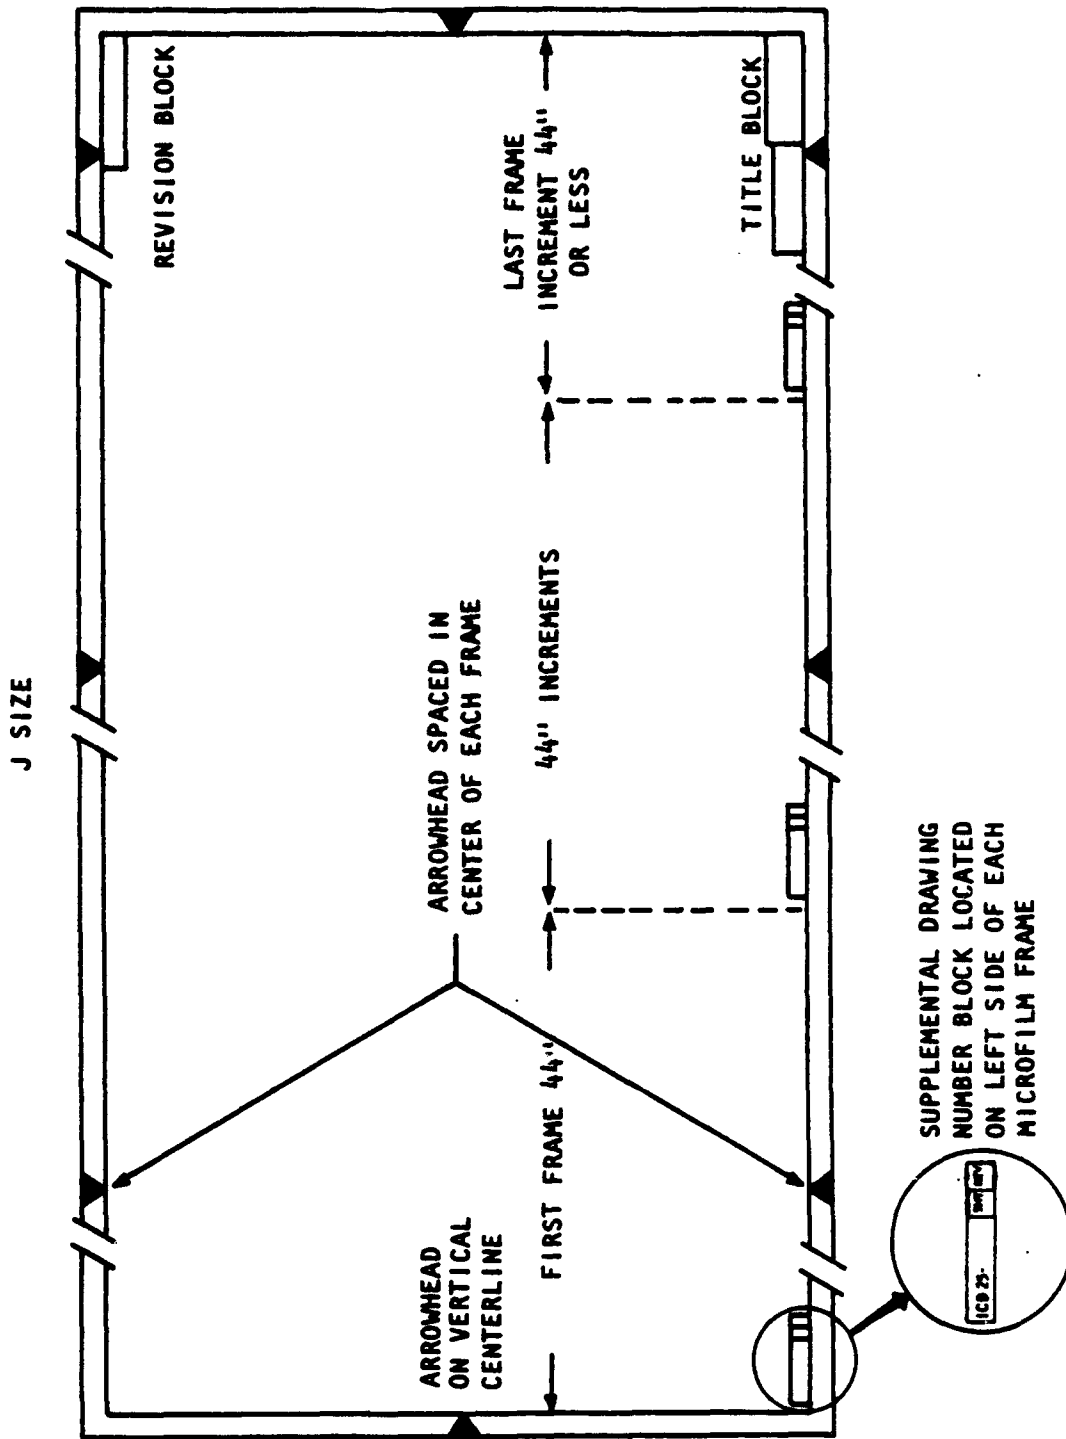 J SIZE
REVISION BLOCK
ARROWHEAD SPACED IN
CENTER OF EACH FRAME
ARROWHEAD
ON VERTICAL
CENTERLINE
LAST FRAME
INCREMENT 44"
OR LESS
44" INCREMENTS
FIRST FRAME 44"
TITLE BLOCK
SUPPLEMENTAL DRAWING
NUMBER BLOCK LOCATED
ON LEFT SIDE OF EACH
MICROFILM FRAME
ICD 25-
SHT REV